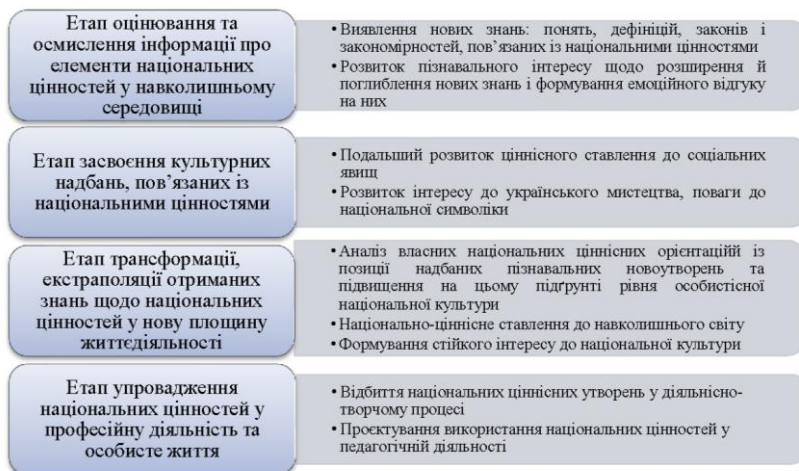 Етап оцінювання та
осмислення інформації про
елементи національних
цінностей у навколишньому
середовищі
• Виявлення нових знань: понять, дефініцій, законів і
закономірностей, пов’язаних із національними цінностями
• Розвиток пізнавального інтересу щодо розширення й
поглиблення нових знань і формування емоційного відгуку
на них
Етап засвоєння культурних
надбань, пов’язаних із
національними цінностями
• Подальший розвиток ціннісного ставлення до соціальних
явищ
• Розвиток інтересу до українського мистецтва, поваги до
національної символіки
Етап трансформації,
екстраполяції отриманих
знань щодо національних
цінностей у нову площину
життєдіяльності
• Аналіз власних національних ціннісних орієнтаційй із
позиції надбаних пізнавальних новоутворень та
підвищення на цьому підґрунті рівня особистісної
національної культури
• Національно-ціннісне ставлення до навколишнього світу
• Формування стійкого інтересу до національної культури
Етап упровадження
національних цінностей у
професійну діяльність та
особисте життя
• Відбиття національних ціннісних утворень у діяльнісно-
творчому процесі
• Проєктування використання національних цінностей у
педагогічній діяльності